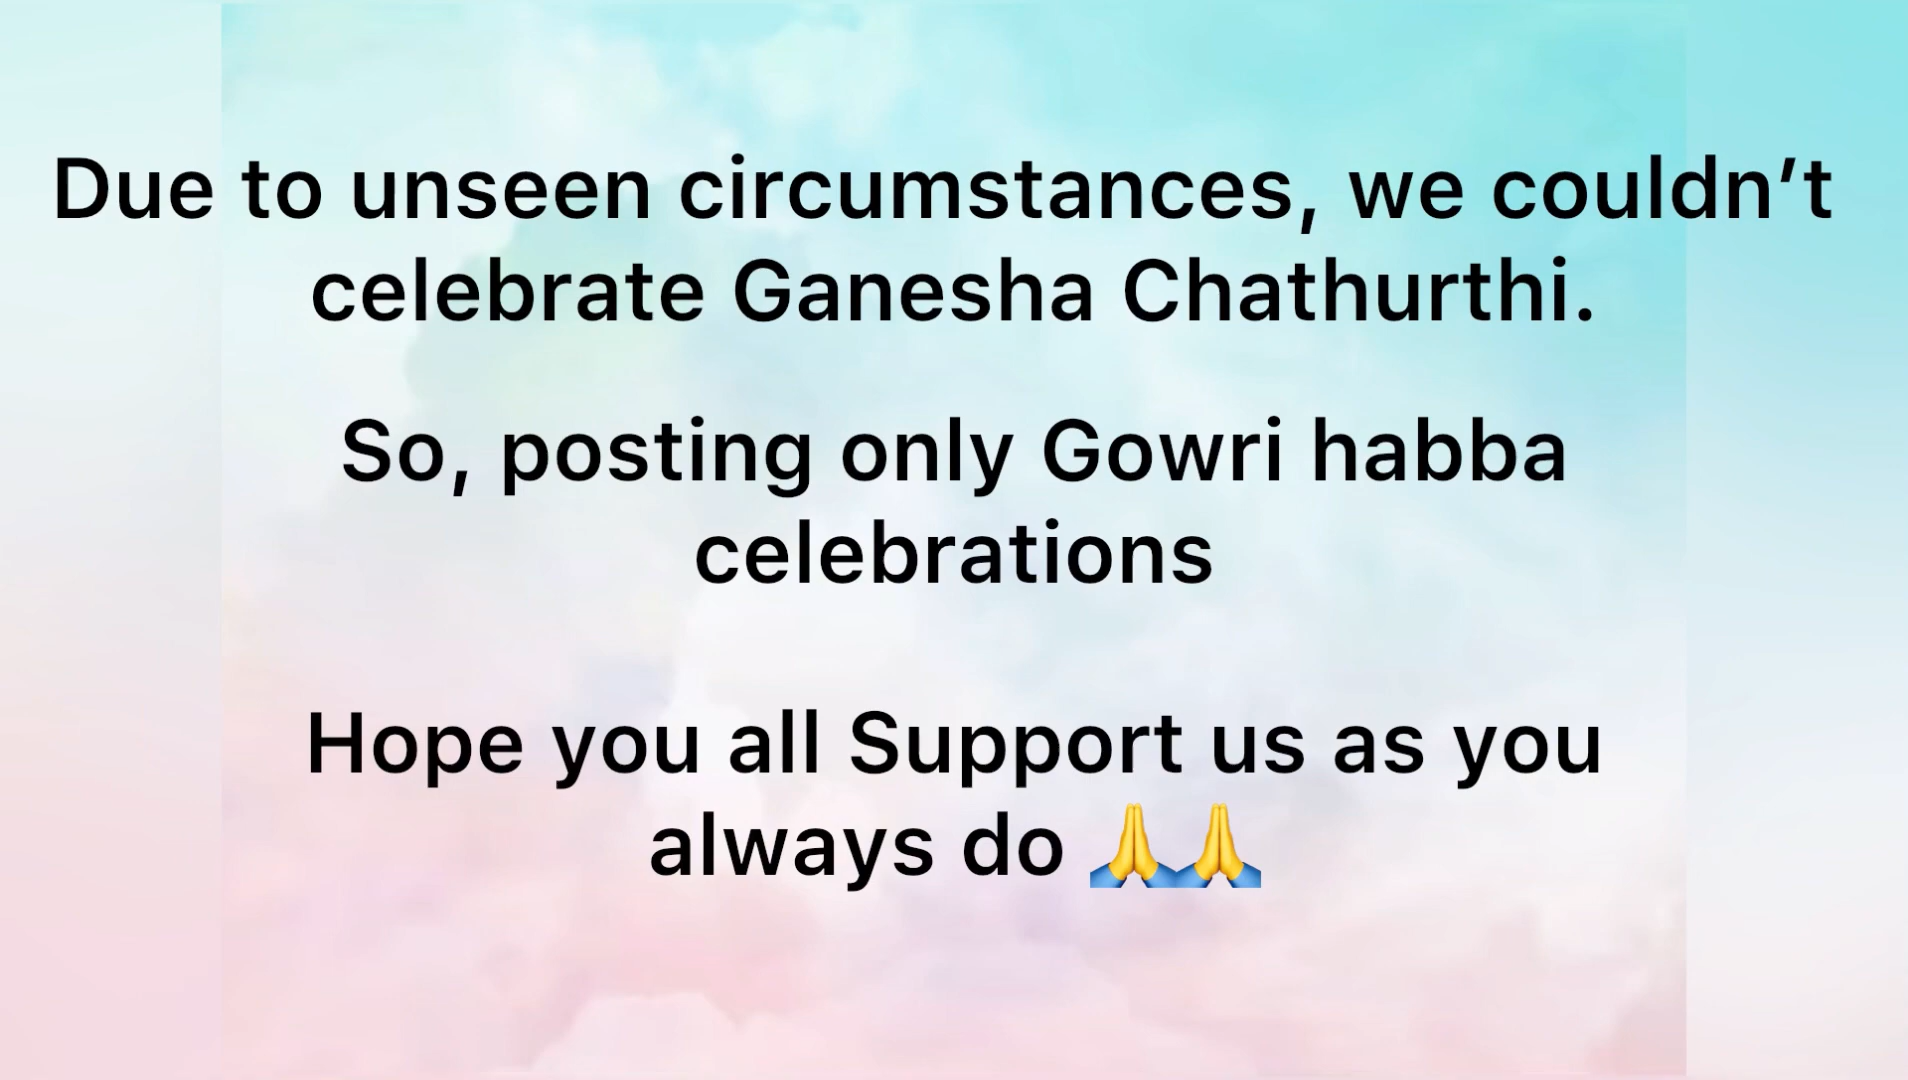 Due to unseen circumstances, we couldn’t
celebrate Ganesha Chathurthi.
So, posting only Gowri habba
celebrations
Hope you all Support us as you
always do 🙏🙏